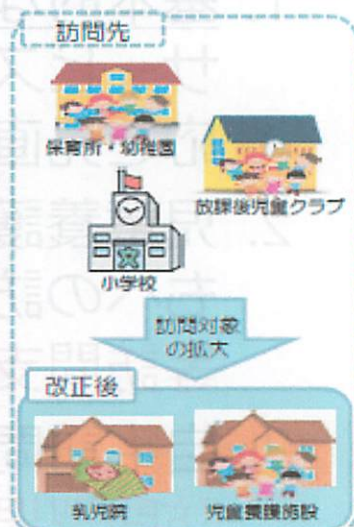 訪問先
保育所・幼稚園
放課後児童クラブ
文
小学校
訪問対象
の拡大
改正後
乳児院
児童養護施設